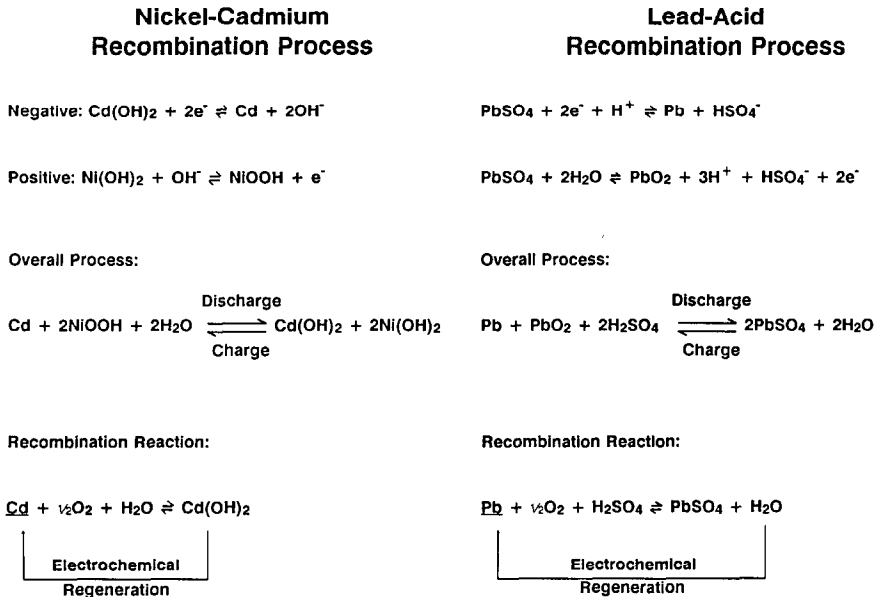 Nickel-Cadmium
Recombination Process
Negative: Cd(OH)₂ + 2e⁻ ⇌ Cd + 2OH⁻
Positive: Ni(OH)₂ + OH⁻ ⇌ NiOOH + e⁻
Overall Process:
Discharge
Cd + 2NiOOH + 2H₂O ⇌ Cd(OH)₂ + 2Ni(OH)₂
Charge
Recombination Reaction:
Cd + ½O₂ + H₂O ⇌ Cd(OH)₂
Electrochemical
Regeneration
Lead-Acid
Recombination Process
PbSO₄ + 2e⁻ + H⁺ ⇌ Pb + HSO₄⁻
PbSO₄ + 2H₂O ⇌ PbO₂ + 3H⁺ + HSO₄⁻ + 2e⁻
Overall Process:
Discharge
Pb + PbO₂ + 2H₂SO₄ ⇌ 2PbSO₄ + 2H₂O
Charge
Recombination Reaction:
Pb + ½O₂ + H₂SO₄ ⇌ PbSO₄ + H₂O
Electrochemical
Regeneration